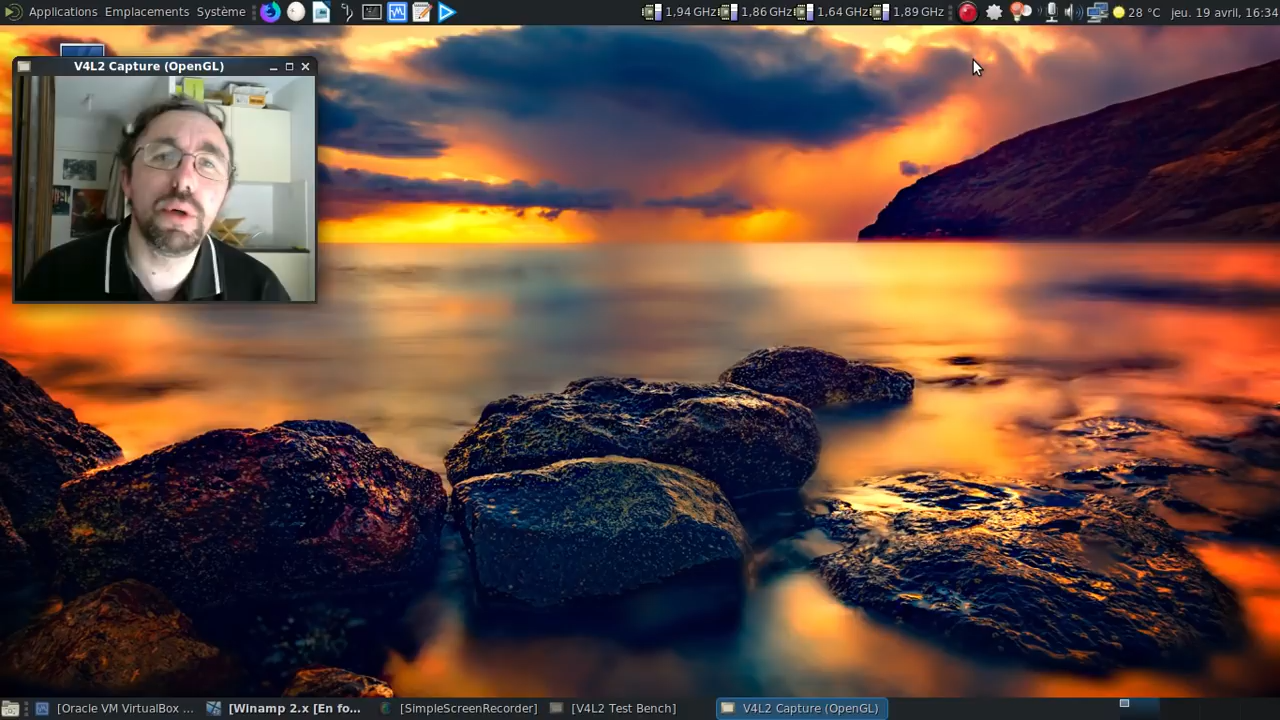 Applications Emplacements Système 1,94 GHz 1,86 GHz 1,64 GHz 1,89 GHz 28 °C jeu. 19 avril, 16:34
V4L2 Capture (OpenGL)
[Oracle VM VirtualBox ... [Winamp 2.x [En fo... [SimpleScreenRecorder] [V4L2 Test Bench] V4L2 Capture (OpenGL)